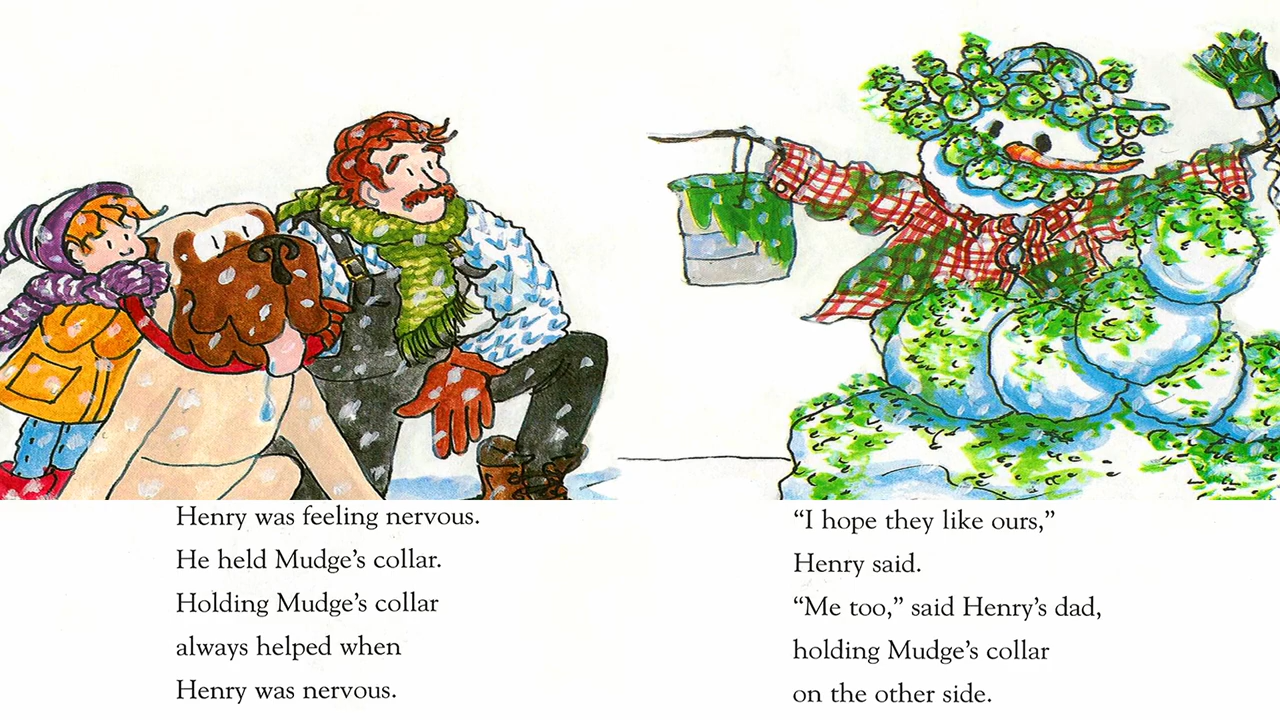 Henry was feeling nervous.
He held Mudge’s collar.
Holding Mudge’s collar
always helped when
Henry was nervous.
“I hope they like ours,”
Henry said.
“Me too,” said Henry’s dad,
holding Mudge’s collar
on the other side.